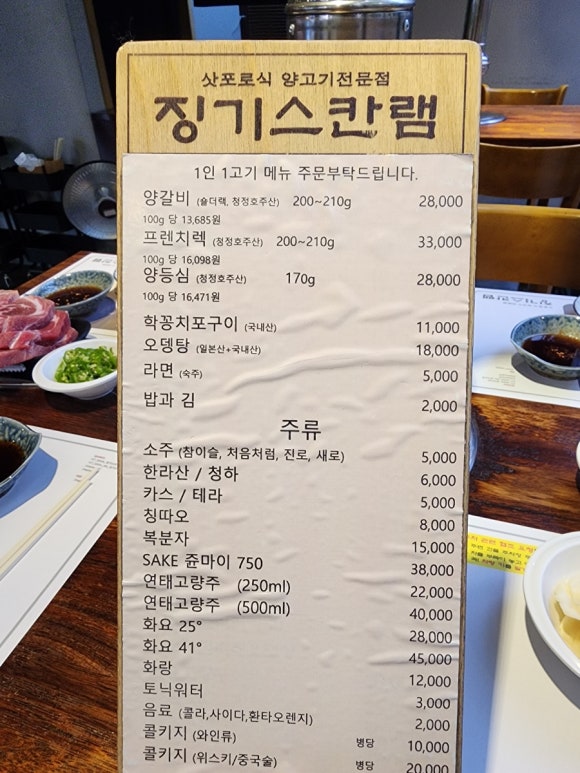 삿포로식 양고기전문점
징기스칸램
1인 1고기 메뉴 주문부탁드립니다.
양갈비 (숄더랙, 청정호주산) 200~210g 28,000
100g 당 13,685원
프렌치렉 (청정호주산) 200~210g 33,000
100g 당 16,098원
양등심 (청정호주산) 170g 28,000
100g 당 16,471원
학꽁치포구이 (국내산) 11,000
오뎅탕 (일본산+국내산) 18,000
라면 (숙주) 5,000
밥과 김 2,000
주류
소주 (참이슬, 처음처럼, 진로, 새로) 5,000
한라산 / 청하 6,000
카스 / 테라 5,000
칭따오 8,000
복분자 15,000
SAKE 쥰마이 750 38,000
연태고량주 (250ml) 22,000
연태고량주 (500ml) 40,000
화요 25° 28,000
화요 41° 45,000
화랑 12,000
토닉워터 3,000
음료 (콜라,사이다,환타오렌지) 2,000
콜키지 (와인류) 병당 10,000
콜키지 (위스키/중국술) 병당 20,000